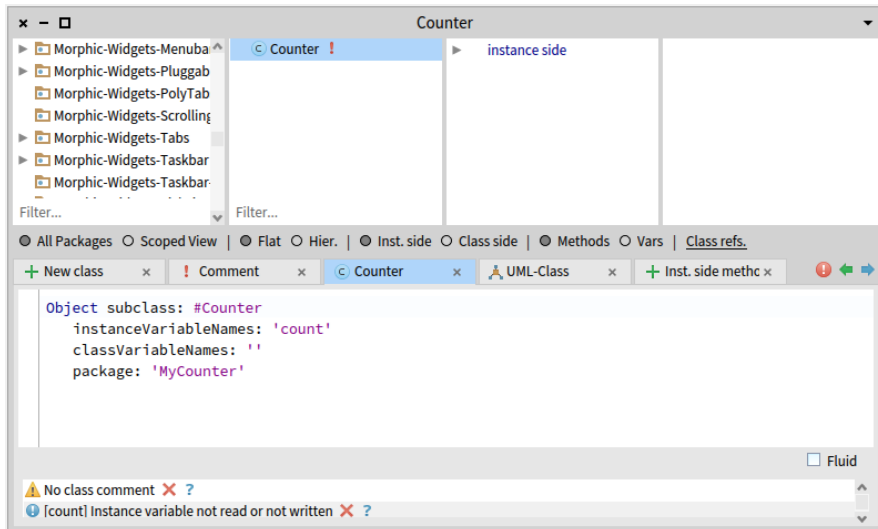 Counter
Morphic-Widgets-Menuba
Morphic-Widgets-Pluggab
Morphic-Widgets-PolyTab
Morphic-Widgets-Scrolling
Morphic-Widgets-Tabs
Morphic-Widgets-Taskbar
Morphic-Widgets-Taskbar-
Filter...
C Counter !
Filter...
instance side
All Packages Scoped View | Flat Hier. | Inst. side Class side | Methods Vars | Class refs.
New class × ! Comment × C Counter × UML-Class × Inst. side methc ×
Object subclass: #Counter
instanceVariableNames: 'count'
classVariableNames: ''
package: 'MyCounter'
Fluid
No class comment ?
[count] Instance variable not read or not written ?